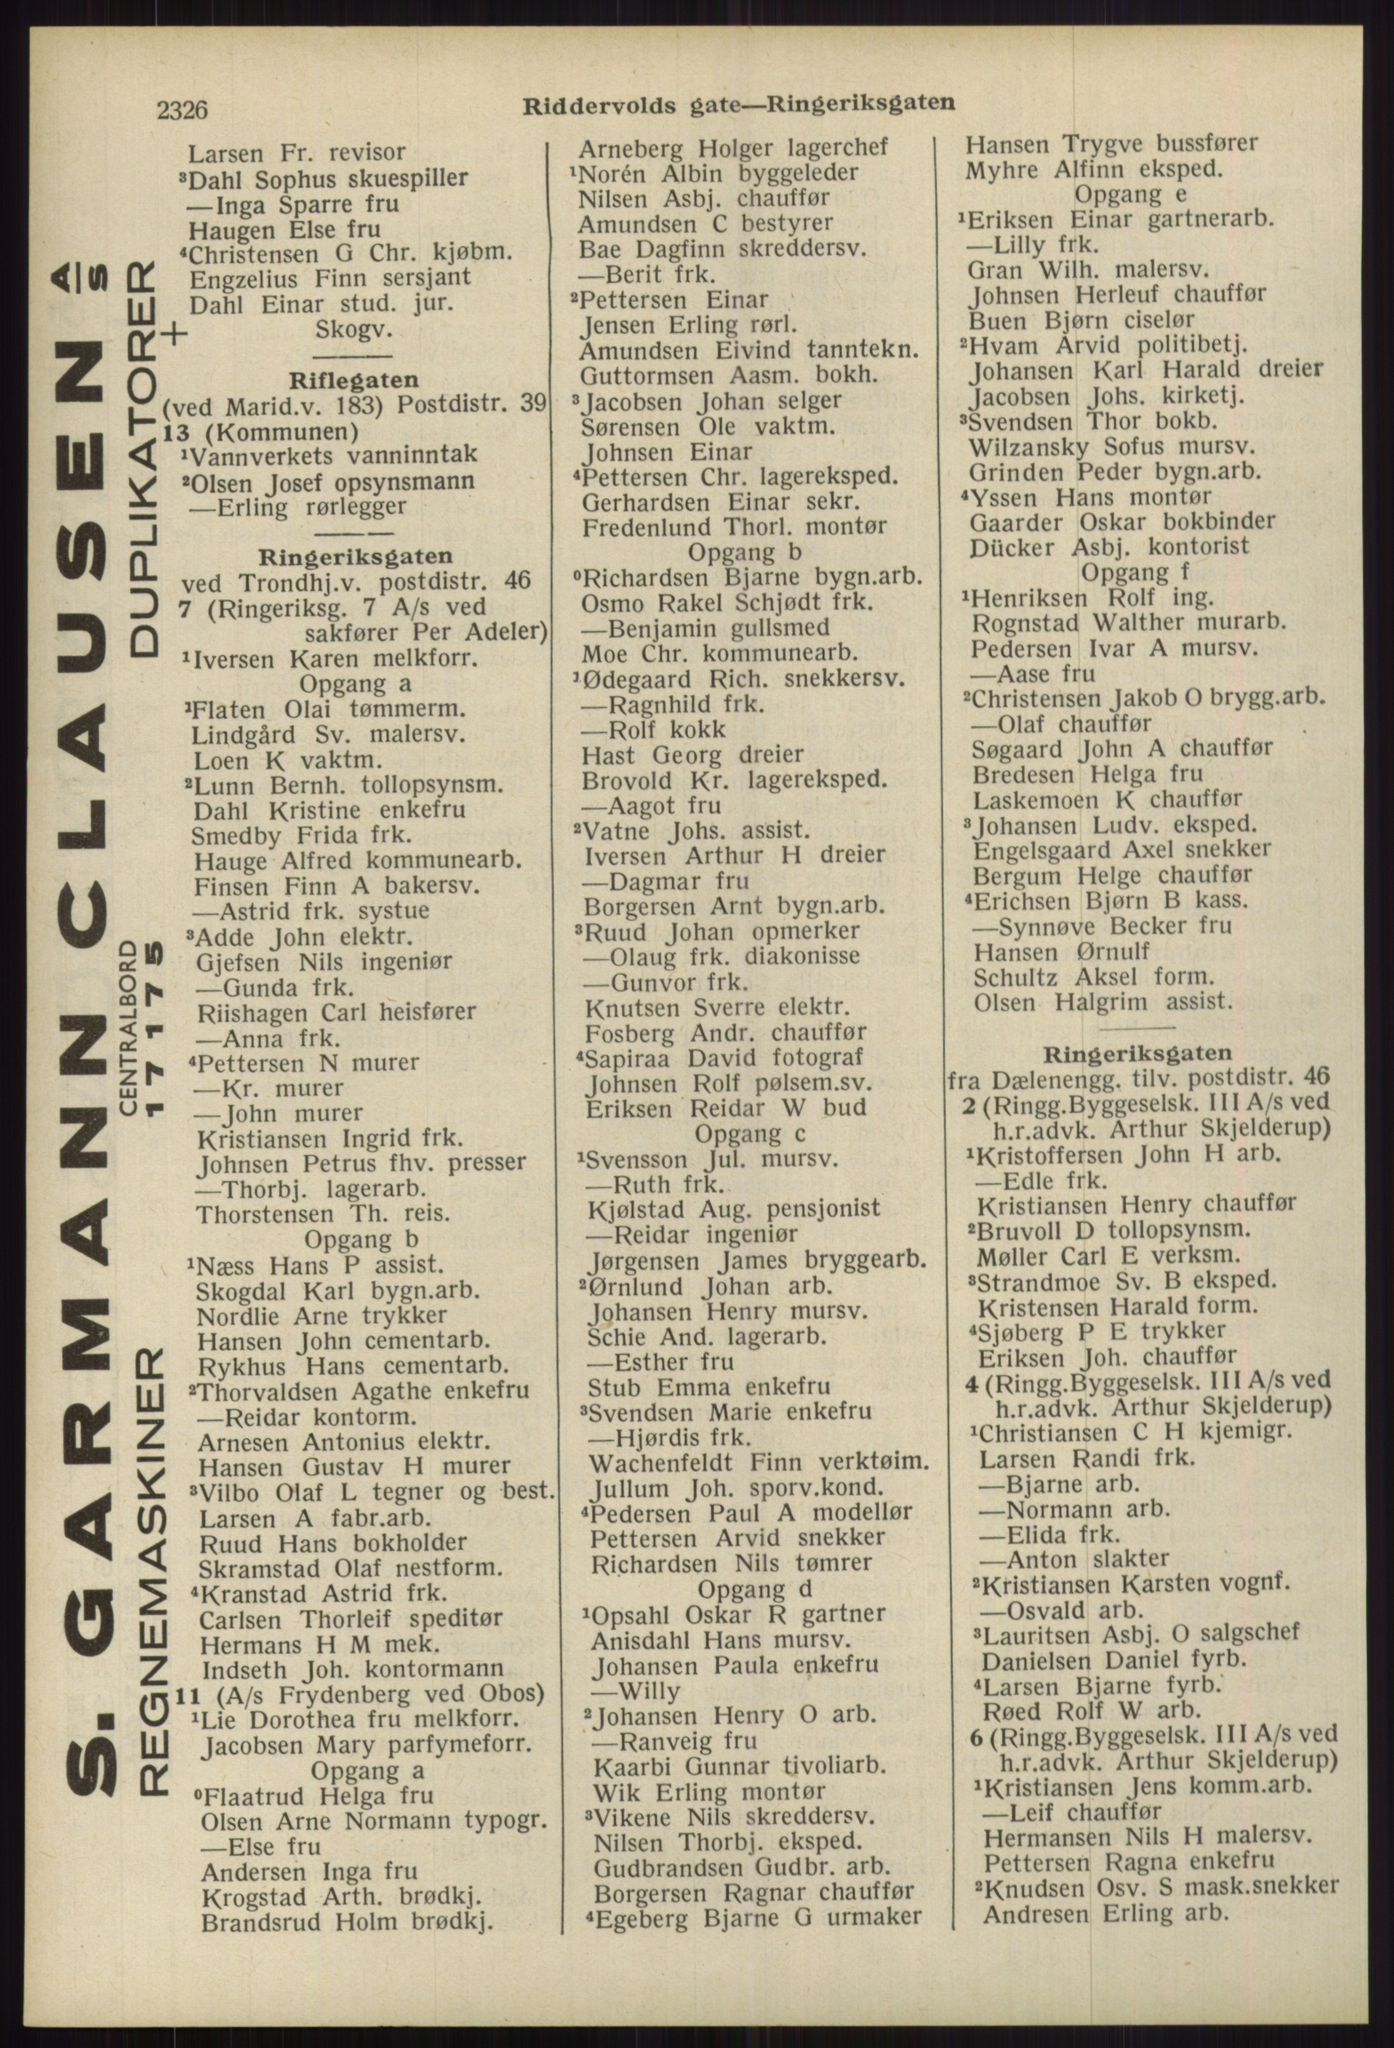 2326
Riddervolds gate—Ringeriksgaten
S. GARMANN CLAUSEN A/S
REGNEMASKINER
CENTRALBORD
17175
DUPLIKATORER
+
Larsen Fr. revisor
³Dahl Sophus skuespiller
—Inga Sparre fru
Haugen Else fru
⁴Christensen G Chr. kjøbm.
Engzelius Finn sersjant
Dahl Einar stud. jur.
Skogv.
Riflegaten
(ved Marid.v. 183) Postdistr. 39
13 (Kommunen)
¹Vannverkets vanninntak
²Olsen Josef opsynsmann
—Erling rørlegger
Ringeriksgaten
ved Trondhj.v. postdistr. 46
7 (Ringeriksg. 7 A/s ved
sakfører Per Adeler)
¹Iversen Karen melkforr.
Opgang a
¹Flaten Olai tømmerm.
Lindgård Sv. malersv.
Loen K vaktm.
²Lunn Bernh. tollopsynsm.
Dahl Kristine enkefru
Smedby Frida frk.
Hauge Alfred kommunearb.
Finsen Finn A bakersv.
—Astrid frk. systue
³Adde John elektr.
Gjefsen Nils ingeniør
—Gunda frk.
Riishagen Carl heisfører
—Anna frk.
⁴Pettersen N murer
—Kr. murer
—John murer
Kristiansen Ingrid frk.
Johnsen Petrus fhv. presser
—Thorbj. lagerarb.
Thorstensen Th. reis.
Opgang b
¹Næss Hans P assist.
Skogdal Karl bygn.arb.
Nordlie Arne trykker
Hansen John cementarb.
Rykhus Hans cementarb.
²Thorvaldsen Agathe enkefru
—Reidar kontorm.
Arnesen Antonius elektr.
Hansen Gustav H murer
³Vilbo Olaf L tegner og best.
Larsen A fabr.arb.
Ruud Hans bokholder
Skramstad Olaf nestform.
⁴Kranstad Astrid frk.
Carlsen Thorleif speditør
Hermans H M mek.
Indseth Joh. kontormann
11 (A/s Frydenberg ved Obos)
¹Lie Dorothea fru melkforr.
Jacobsen Mary parfymeforr.
Opgang a
⁰Flaatrud Helga fru
Olsen Arne Normann typogr.
—Else fru
Andersen Inga fru
Krogstad Arth. brødkj.
Brandsrud Holm brødkj.
Arneberg Holger lagerchef
¹Norén Albin byggeleder
Nilsen Asbj. chauffør
Amundsen C bestyrer
Bae Dagfinn skreddersv.
—Berit frk.
²Pettersen Einar
Jensen Erling rørl.
Amundsen Eivind tanntekn.
Guttormsen Aasm. bokh.
³Jacobsen Johan selger
Sørensen Ole vaktm.
Johnsen Einar
⁴Pettersen Chr. lagereksped.
Gerhardsen Einar sekr.
Fredenlund Thorl. montør
Opgang b
⁰Richardsen Bjarne bygn.arb.
Osmo Rakel Schjødt frk.
—Benjamin gullsmed
Moe Chr. kommunearb.
¹Ødegaard Rich. snekkersv.
—Ragnhild frk.
—Rolf kokk
Hast Georg dreier
Brovold Kr. lagereksped.
—Aagot fru
²Vatne Johs. assist.
Iversen Arthur H dreier
—Dagmar fru
Borgersen Arnt bygn.arb.
³Ruud Johan opmerker
—Olaug frk. diakonisse
—Gunvor frk.
Knutsen Sverre elektr.
Fosberg Andr. chauffør
⁴Sapiraa David fotograf
Johnsen Rolf pølsem.sv.
Eriksen Reidar W bud
Opgang c
¹Svensson Jul. mursv.
—Ruth frk.
Kjølstad Aug. pensjonist
—Reidar ingeniør
Jørgensen James bryggearb.
²Ørnlund Johan arb.
Johansen Henry mursv.
Schie And. lagerarb.
—Esther fru
Stub Emma enkefru
³Svendsen Marie enkefru
—Hjørdis frk.
Wachenfeldt Finn verktøim.
Jullum Joh. sporv.kond.
⁴Pedersen Paul A modellør
Pettersen Arvid snekker
Richardsen Nils tømrer
Opgang d
¹Opsahl Oskar R gartner
Anisdahl Hans mursv.
Johansen Paula enkefru
—Willy
²Johansen Henry O arb.
—Ranveig fru
Kaarbi Gunnar tivoliarb.
Wik Erling montør
³Vikene Nils skreddersv.
Nilsen Thorbj. eksped.
Gudbrandsen Gudbr. arb.
Borgersen Ragnar chauffør
⁴Egeberg Bjarne G urmaker
Hansen Trygve bussfører
Myhre Alfinn eksped.
Opgang e
¹Eriksen Einar gartnerarb.
—Lilly frk.
Gran Wilh. malersv.
Johnsen Herleuf chauffør
Buen Bjørn ciselør
²Hvam Arvid politibetj.
Johansen Karl Harald dreier
Jacobsen Johs. kirketj.
³Svendsen Thor bokb.
Wilzansky Sofus mursv.
Grinden Peder bygn.arb.
⁴Yssen Hans montør
Gaarder Oskar bokbinder
Dücker Asbj. kontorist
Opgang f
¹Henriksen Rolf ing.
Rognstad Walther murarb.
Pedersen Ivar A mursv.
—Aase fru
²Christensen Jakob O brygg.arb.
—Olaf chauffør
Søgaard John A chauffør
Bredesen Helga fru
Laskemoen K chauffør
³Johansen Ludv. eksped.
Engelsgaard Axel snekker
Bergum Helge chauffør
⁴Erichsen Bjørn B kass.
—Synnøve Becker fru
Hansen Ørnulf
Schultz Aksel form.
Olsen Halgrim assist.
Ringeriksgaten
fra Dælenengg. tilv. postdistr. 46
2 (Ringg.Byggeselsk. III A/s ved
h.r.advk. Arthur Skjelderup)
¹Kristoffersen John H arb.
—Edle frk.
Kristiansen Henry chauffør
²Bruvoll D tollopsynsm.
Møller Carl E verksm.
³Strandmoe Sv. B eksped.
Kristensen Harald form.
⁴Sjøberg P E trykker
Eriksen Joh. chauffør
4 (Ringg.Byggeselsk. III A/s ved
h.r.advk. Arthur Skjelderup)
¹Christiansen C H kjemigr.
Larsen Randi frk.
—Bjarne arb.
—Normann arb.
—Elida frk.
—Anton slakter
²Kristiansen Karsten vognf.
—Osvald arb.
³Lauritsen Asbj. O salgschef
Danielsen Daniel fyrb.
⁴Larsen Bjarne fyrb.
Røed Rolf W arb.
6 (Ringg.Byggeselsk. III A/s ved
h.r.advk. Arthur Skjelderup)
¹Kristiansen Jens komm.arb.
—Leif chauffør
Hermansen Nils H malersv.
Pettersen Ragna enkefru
²Knudsen Osv. S mask.snekker
Andresen Erling arb.